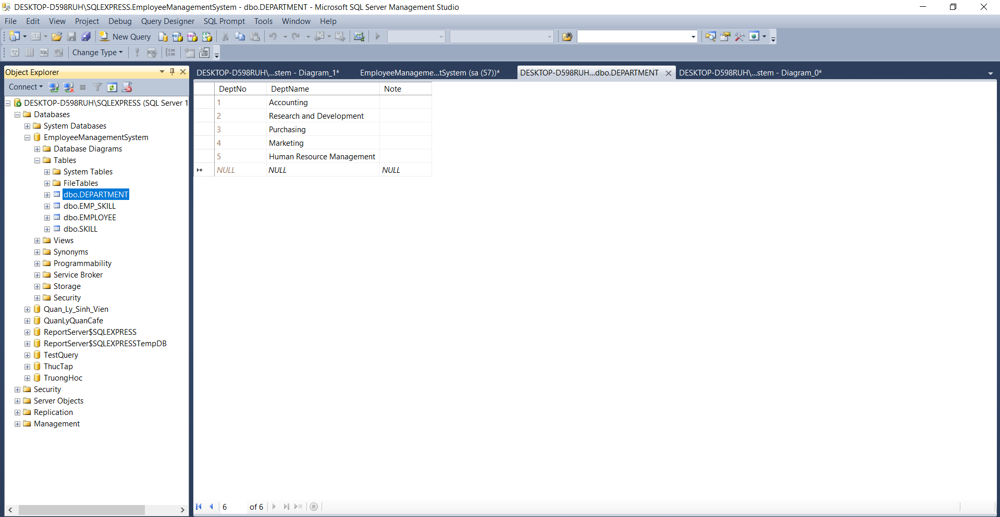 DESKTOP-D598RUH\SQLEXPRESS.EmployeeManagementSystem - dbo.DEPARTMENT - Microsoft SQL Server Management Studio
File Edit View Project Debug Query Designer SQL Prompt Tools Window Help
New Query
Change Type
Object Explorer
Connect
DESKTOP-D598RUH\SQLEXPRESS (SQL Server 1
Databases
System Databases
EmployeeManagementSystem
Database Diagrams
Tables
System Tables
FileTables
dbo.DEPARTMENT
dbo.EMP_SKILL
dbo.EMPLOYEE
dbo.SKILL
Views
Synonyms
Programmability
Service Broker
Storage
Security
Quan_Ly_Sinh_Vien
QuanLyQuanCafe
ReportServer$SQLEXPRESS
ReportServer$SQLEXPRESSTempDB
TestQuery
ThucTap
TruongHoc
Security
Server Objects
Replication
Management
DESKTOP-D598RUH\...stem - Diagram_1* EmployeeManageme...tSystem (sa (57))* DESKTOP-D598RUH...dbo.DEPARTMENT DESKTOP-D598RUH\...stem - Diagram_0*
DeptNo DeptName Note
1 Accounting
2 Research and Development
3 Purchasing
4 Marketing
5 Human Resource Management
NULL NULL NULL
6 of 6